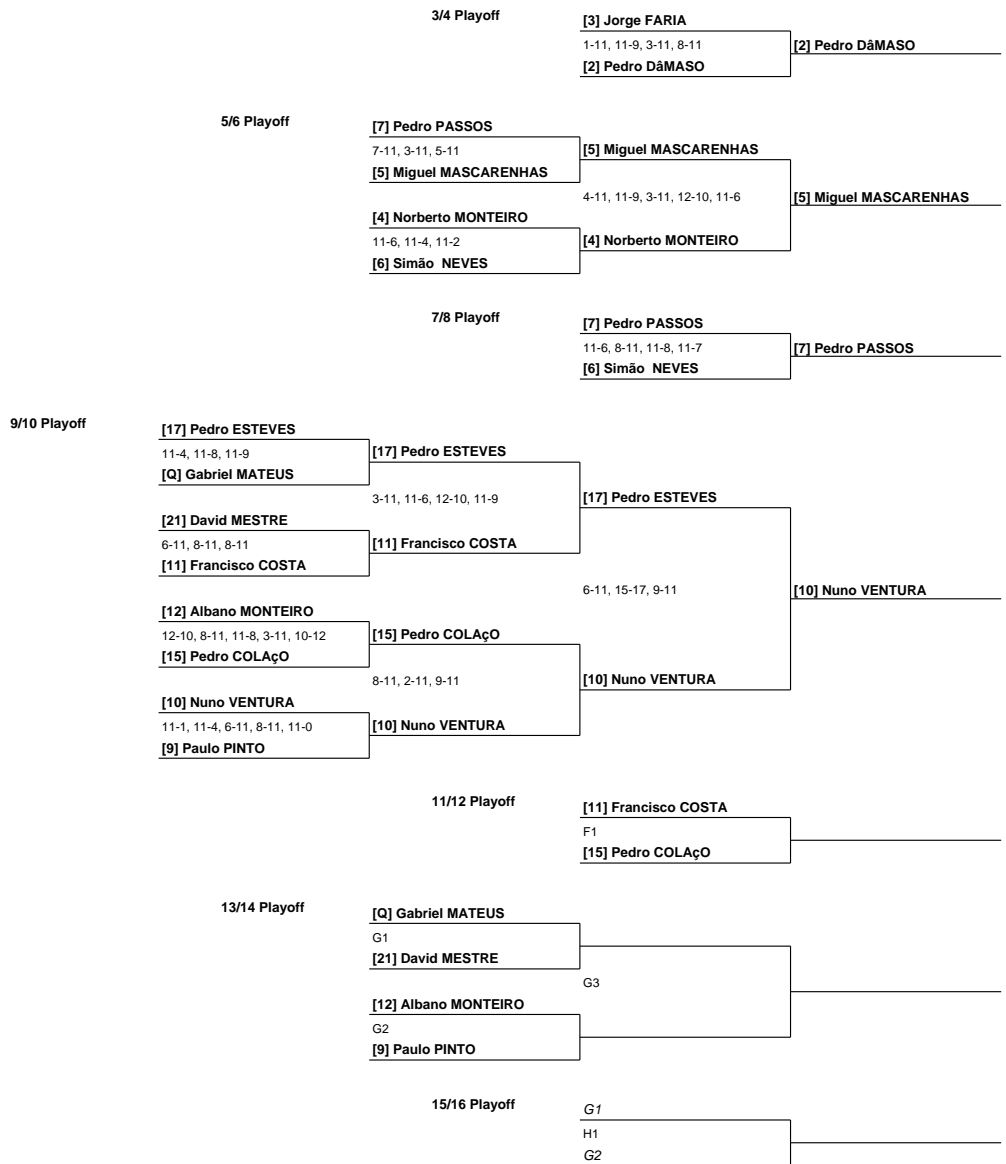 3/4 Playoff
[3] Jorge FARIA
1-11, 11-9, 3-11, 8-11
[2] Pedro DâMASO
[2] Pedro DâMASO
5/6 Playoff
[7] Pedro PASSOS
7-11, 3-11, 5-11
[5] Miguel MASCARENHAS
[5] Miguel MASCARENHAS
4-11, 11-9, 3-11, 12-10, 11-6
[5] Miguel MASCARENHAS
[4] Norberto MONTEIRO
11-6, 11-4, 11-2
[4] Norberto MONTEIRO
[6] Simão  NEVES
7/8 Playoff
[7] Pedro PASSOS
11-6, 8-11, 11-8, 11-7
[7] Pedro PASSOS
[6] Simão  NEVES
9/10 Playoff
[17] Pedro ESTEVES
11-4, 11-8, 11-9
[17] Pedro ESTEVES
[Q] Gabriel MATEUS
3-11, 11-6, 12-10, 11-9
[17] Pedro ESTEVES
[21] David MESTRE
6-11, 8-11, 8-11
[11] Francisco COSTA
[11] Francisco COSTA
6-11, 15-17, 9-11
[10] Nuno VENTURA
[12] Albano MONTEIRO
12-10, 8-11, 11-8, 3-11, 10-12
[15] Pedro COLAçO
[15] Pedro COLAçO
8-11, 2-11, 9-11
[10] Nuno VENTURA
[10] Nuno VENTURA
11-1, 11-4, 6-11, 8-11, 11-0
[10] Nuno VENTURA
[9] Paulo PINTO
11/12 Playoff
[11] Francisco COSTA
F1
[15] Pedro COLAçO
13/14 Playoff
[Q] Gabriel MATEUS
G1
[21] David MESTRE
G3
[12] Albano MONTEIRO
G2
[9] Paulo PINTO
15/16 Playoff
G1
H1
G2